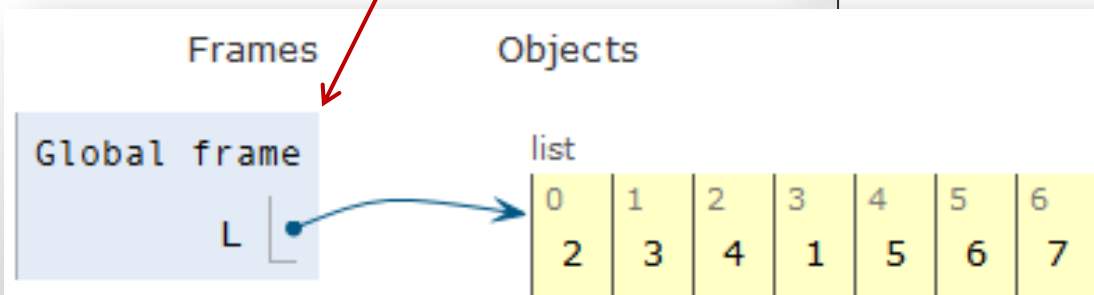 Frames Objects
Global frame
list
0 1 2 3 4 5 6
L
2 3 4 1 5 6 7